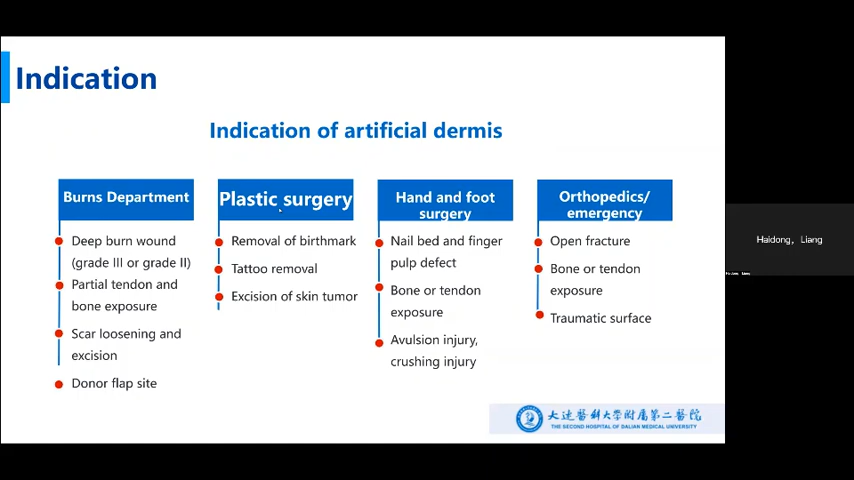 Indication
Indication of artificial dermis
Burns Department
Deep burn wound
(grade III or grade II)
Partial tendon and
bone exposure
Scar loosening and
excision
Donor flap site
Plastic surgery
Removal of birthmark
Tattoo removal
Excision of skin tumor
Hand and foot
surgery
Nail bed and finger
pulp defect
Bone or tendon
exposure
Avulsion injury,
crushing injury
Orthopedics/
emergency
Open fracture
Bone or tendon
exposure
Traumatic surface
大连医科大学附属第二医院
THE SECOND HOSPITAL OF DALIAN MEDICAL UNIVERSITY
Haidong, Liang